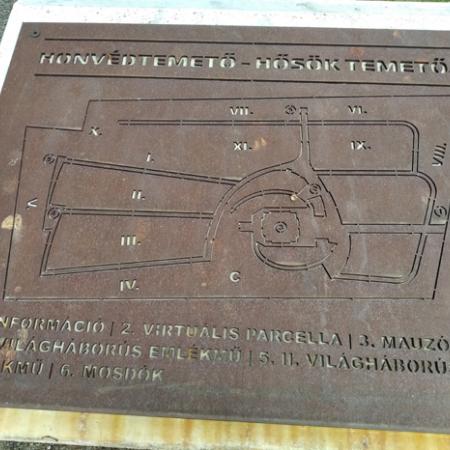 HONVÉDTEMETŐ – HŐSÖK TEMETŐ
VII. VI.
X. XI. IX. VIII.
I.
II.
V.
III.
IV. C
NFORMÁCIÓ | 2. VIRTUÁLIS PARCELLA | 3. MAUZÓ
VILÁGHÁBORÚS EMLÉKMŰ | 5. II. VILÁGHÁBORÚ
KMŰ | 6. MOSDÓK